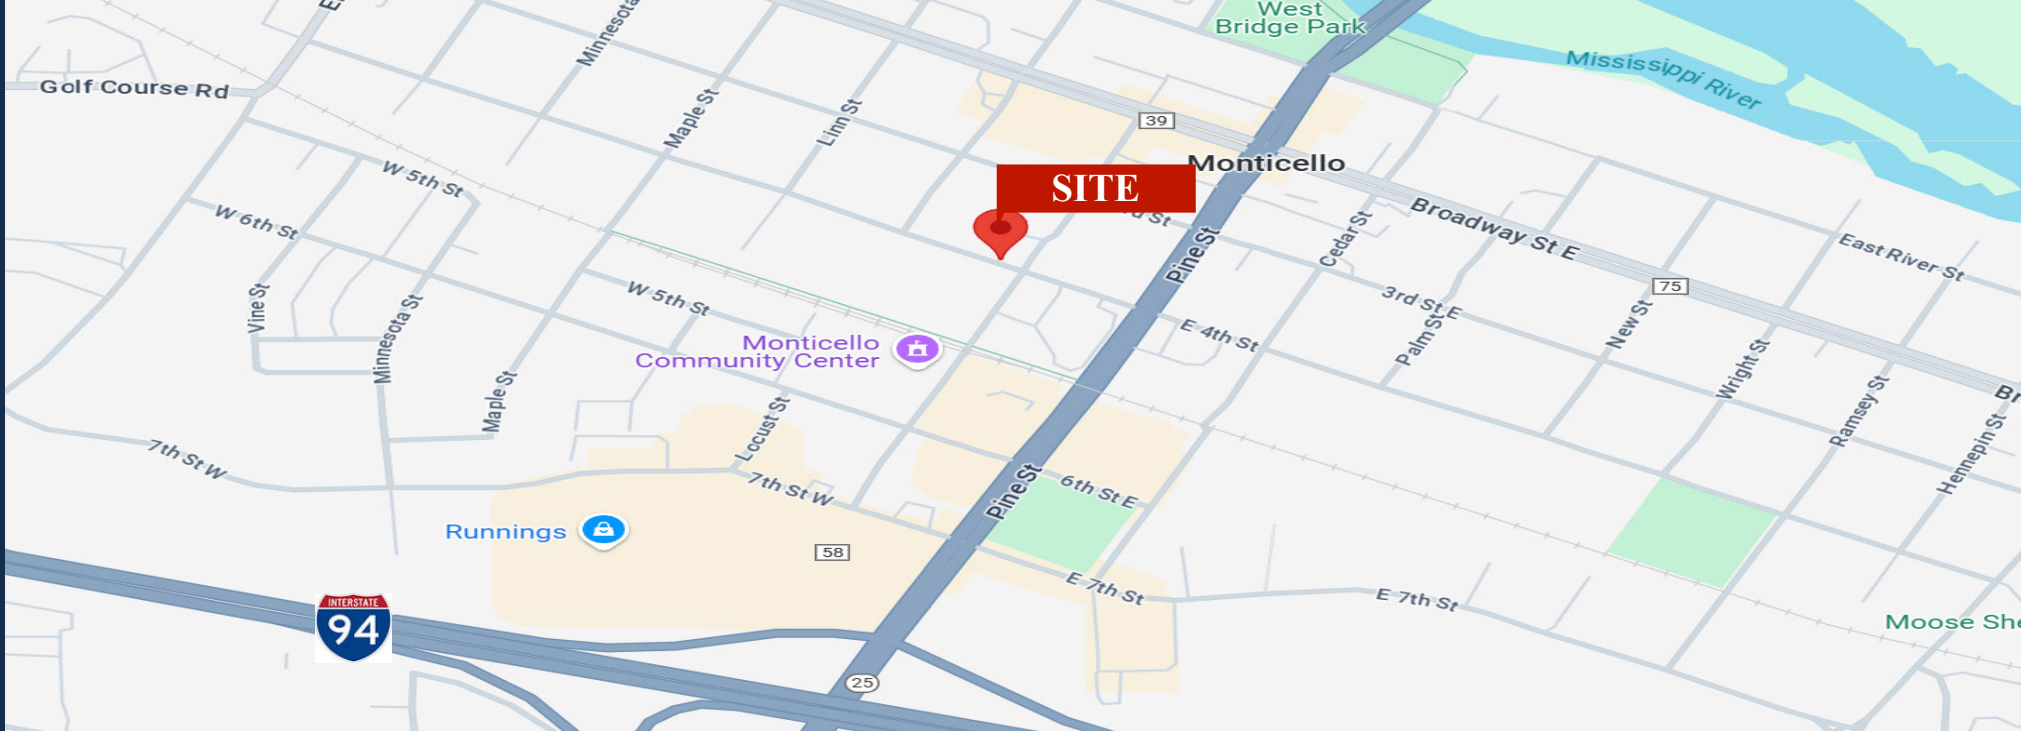 West
Bridge Park
Minnesota
Mississippi River
Golf Course Rd
Maple St
Linn St
39
Monticello
W 5th St
SITE
Broadway St E
W 6th St
Pine St
Cedar St
East River St
75
Vine St
W 5th St
3rd St E
New St
Minnesota St
E 4th St
Palm St
Monticello
Community Center
Wright St
Maple St
Locust St
Ramsey St
Hennepin St
7th St W
7th St W
Pine St
6th St E
Runnings
58
E 7th St
E 7th St
INTERSTATE
94
Moose She
25